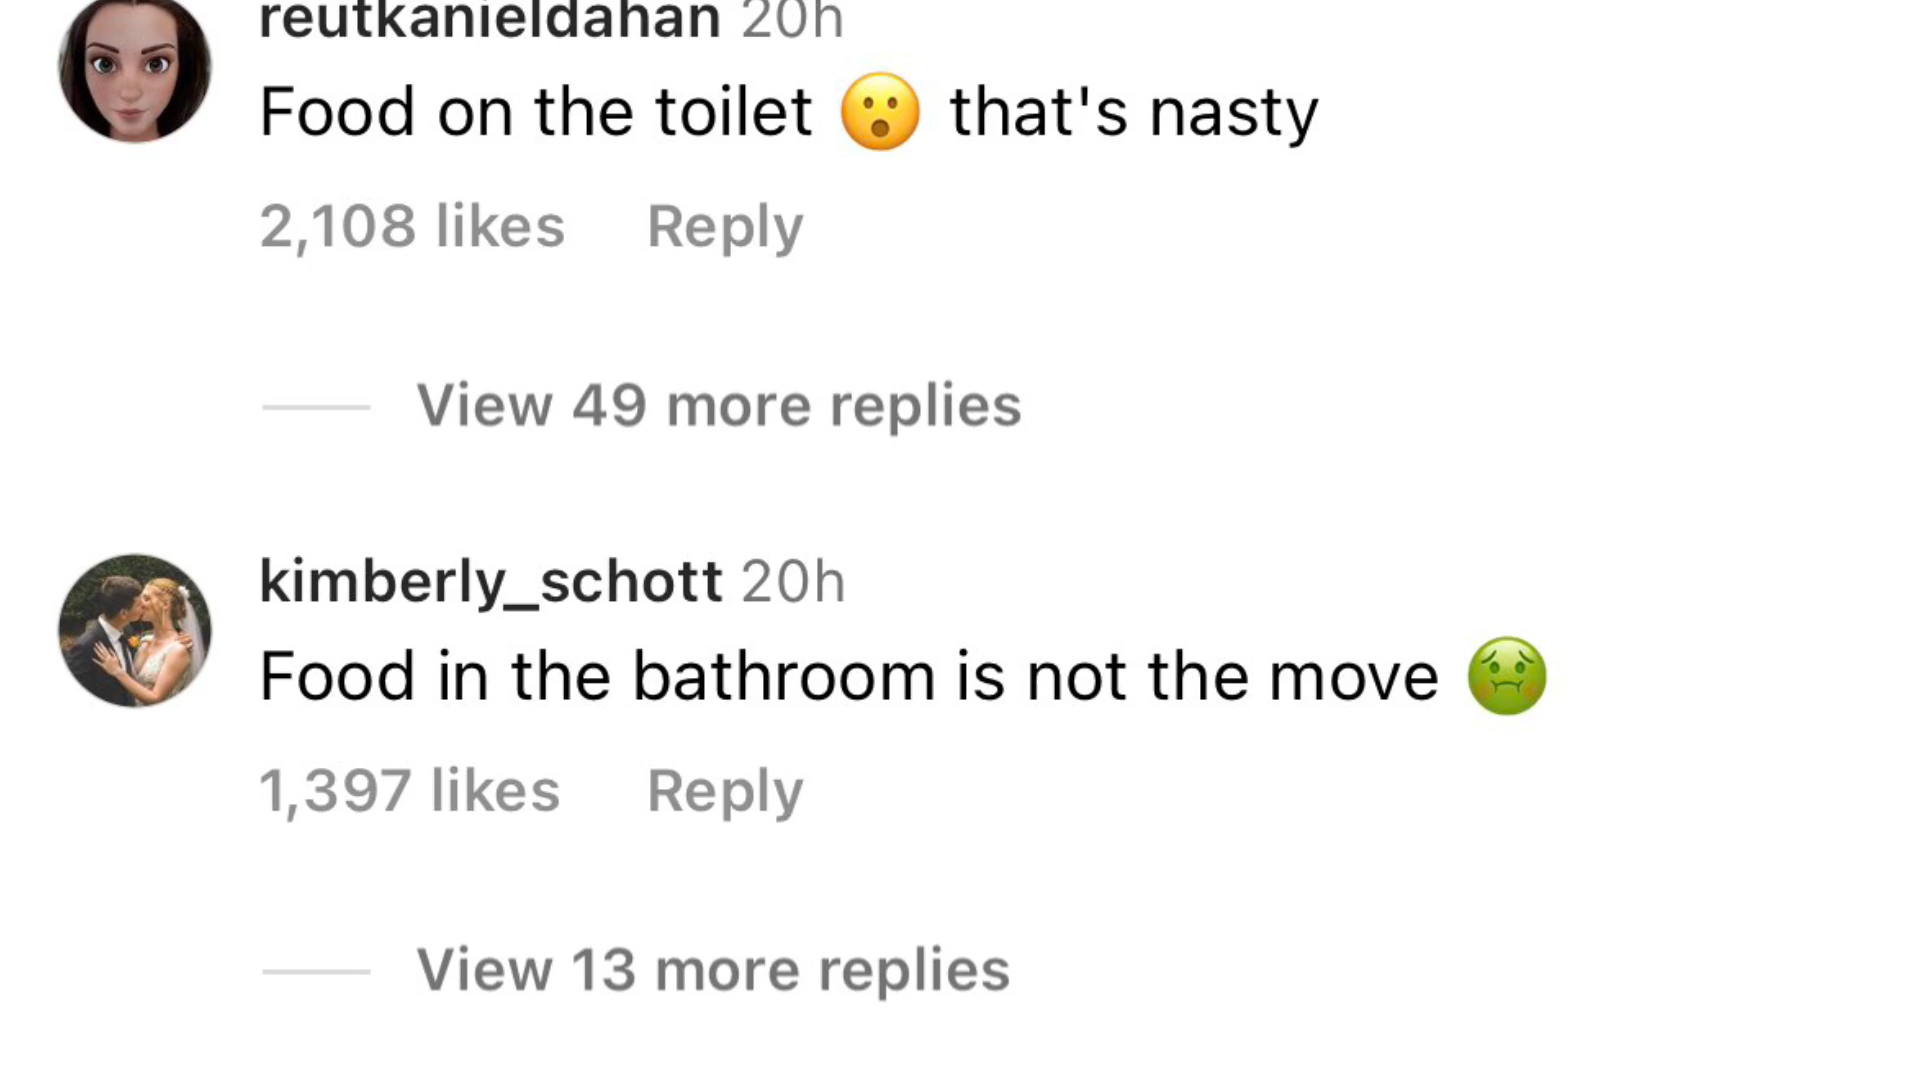 reutkanieldahan 20h
Food on the toilet 😮 that's nasty
2,108 likes Reply
View 49 more replies
kimberly_schott 20h
Food in the bathroom is not the move 🤢
1,397 likes Reply
View 13 more replies